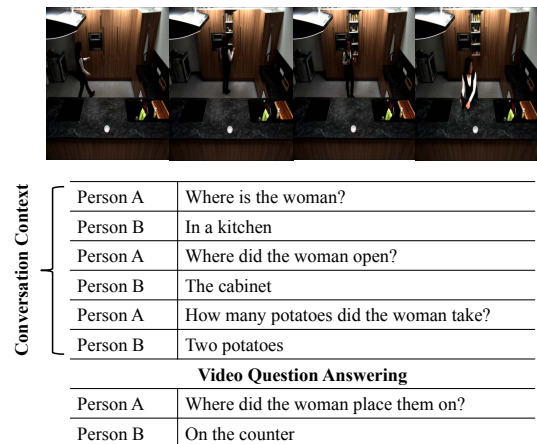 Conversation Context
Person A Where is the woman?
Person B In a kitchen
Person A Where did the woman open?
Person B The cabinet
Person A How many potatoes did the woman take?
Person B Two potatoes
Video Question Answering
Person A Where did the woman place them on?
Person B On the counter